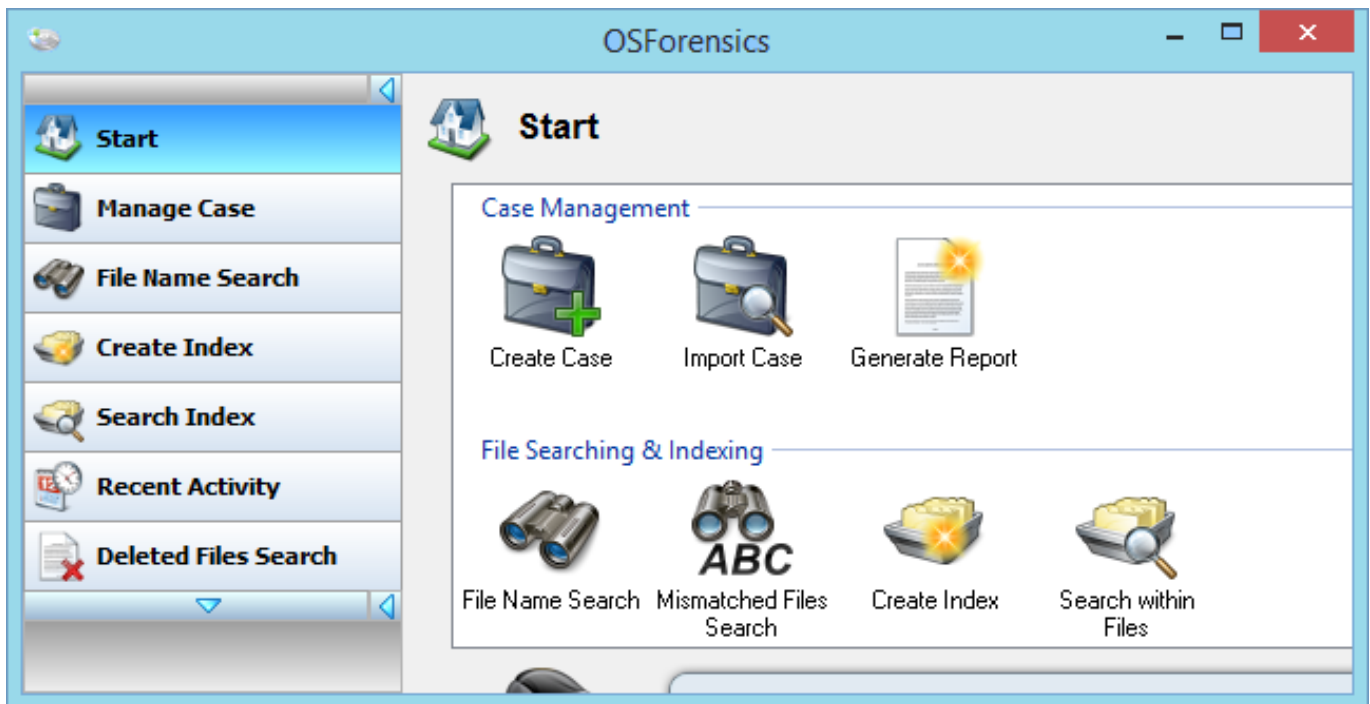 OSForensics
Start
Manage Case
File Name Search
Create Index
Search Index
Recent Activity
Deleted Files Search
Start
Case Management
Create Case
Import Case
Generate Report
File Searching & Indexing
File Name Search
Mismatched Files
Search
ABC
Create Index
Search within
Files